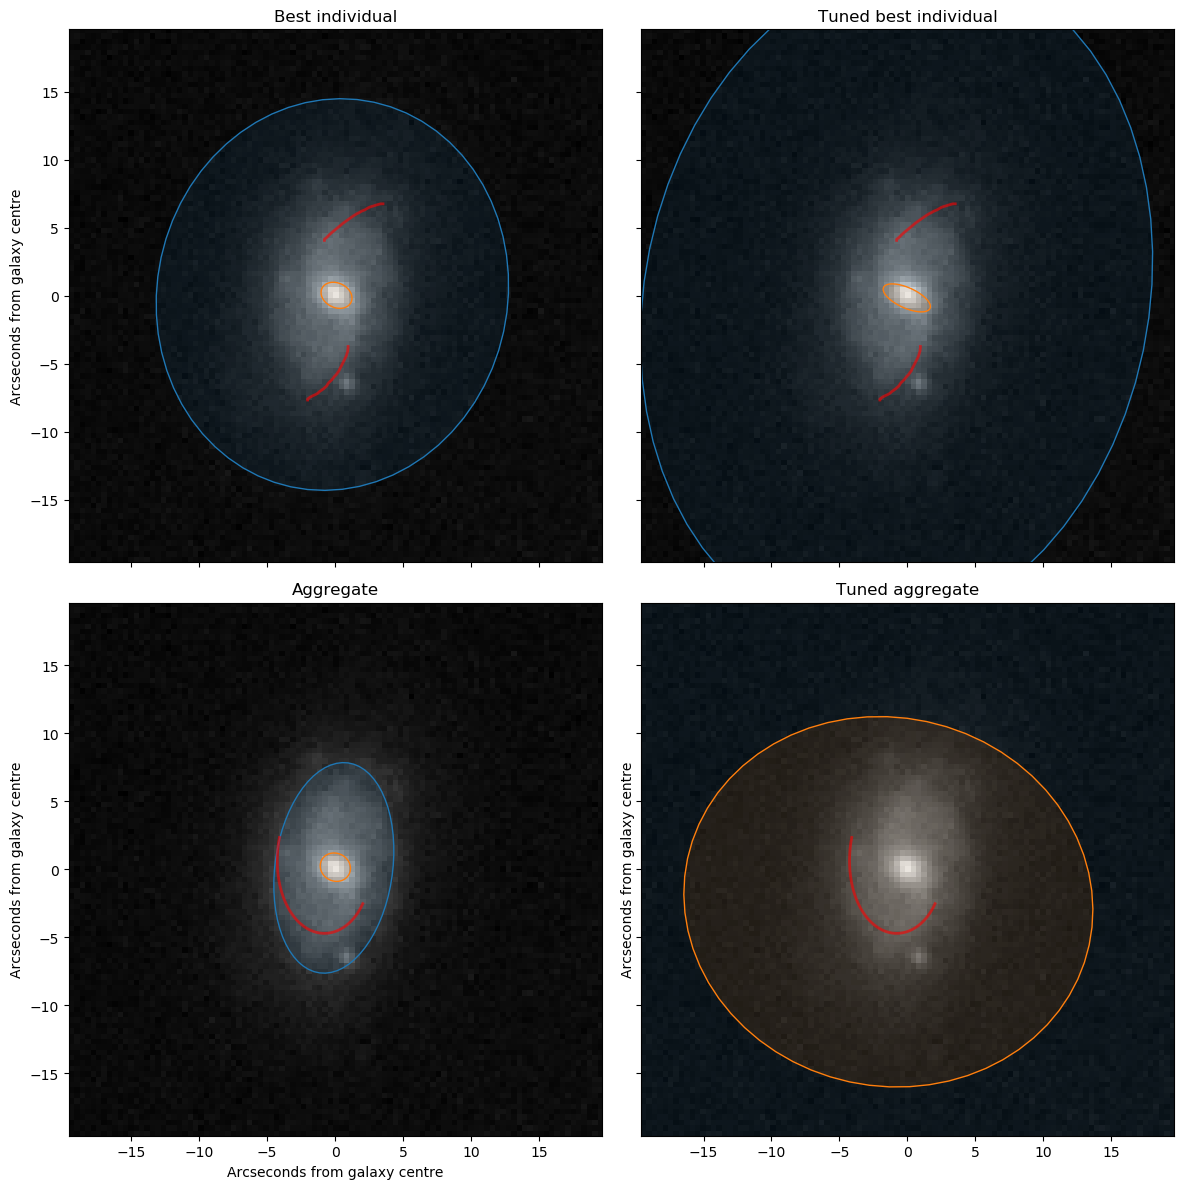 Best individual
Tuned best individual
15
10
5
0
−5
−10
−15
Arcseconds from galaxy centre
Aggregate
Tuned aggregate
15
10
5
0
−5
−10
−15
Arcseconds from galaxy centre
Arcseconds from galaxy centre
−15 −10 −5 0 5 10 15
−15 −10 −5 0 5 10 15
Arcseconds from galaxy centre